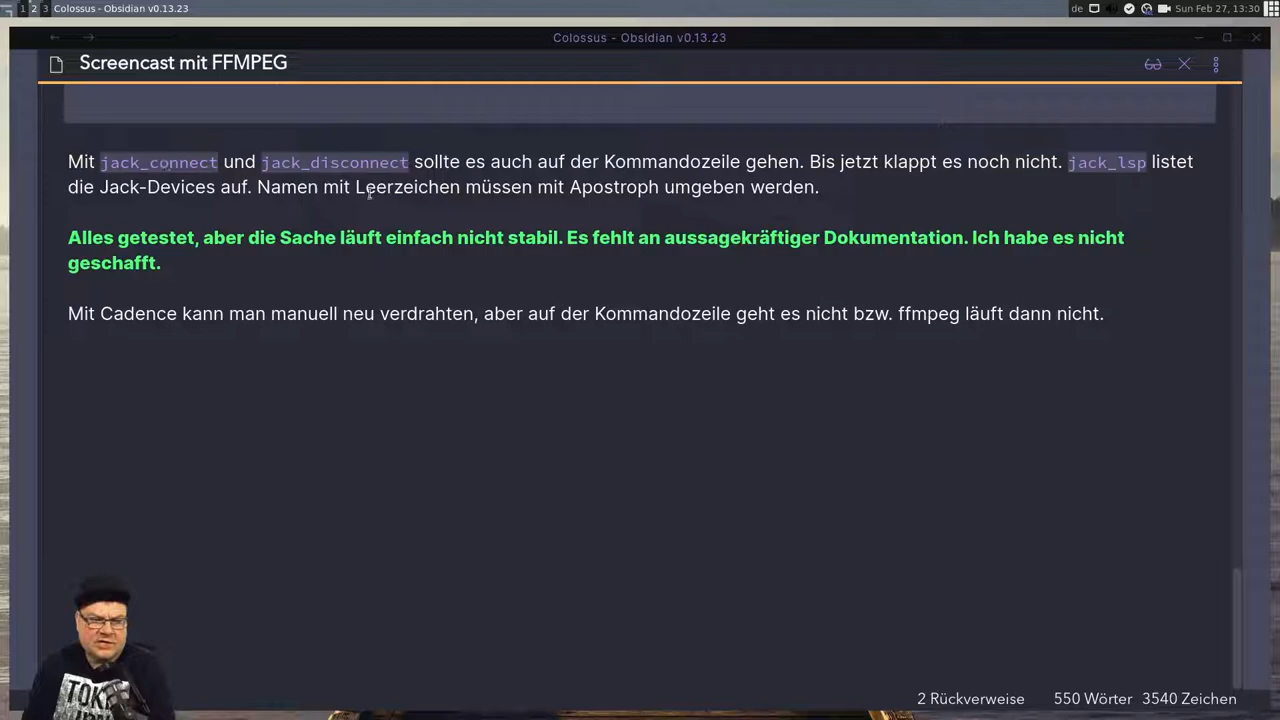 1 2 3 Colossus - Obsidian v0.13.23 de Sun Feb 27, 13:30
Colossus - Obsidian v0.13.23
Screencast mit FFMPEG
Mit jack_connect und jack_disconnect sollte es auch auf der Kommandozeile gehen. Bis jetzt klappt es noch nicht. jack_lsp listet
die Jack-Devices auf. Namen mit Leerzeichen müssen mit Apostroph umgeben werden.
Alles getestet, aber die Sache läuft einfach nicht stabil. Es fehlt an aussagekräftiger Dokumentation. Ich habe es nicht
geschafft.
Mit Cadence kann man manuell neu verdrahten, aber auf der Kommandozeile geht es nicht bzw. ffmpeg läuft dann nicht.
2 Rückverweise 550 Wörter 3540 Zeichen